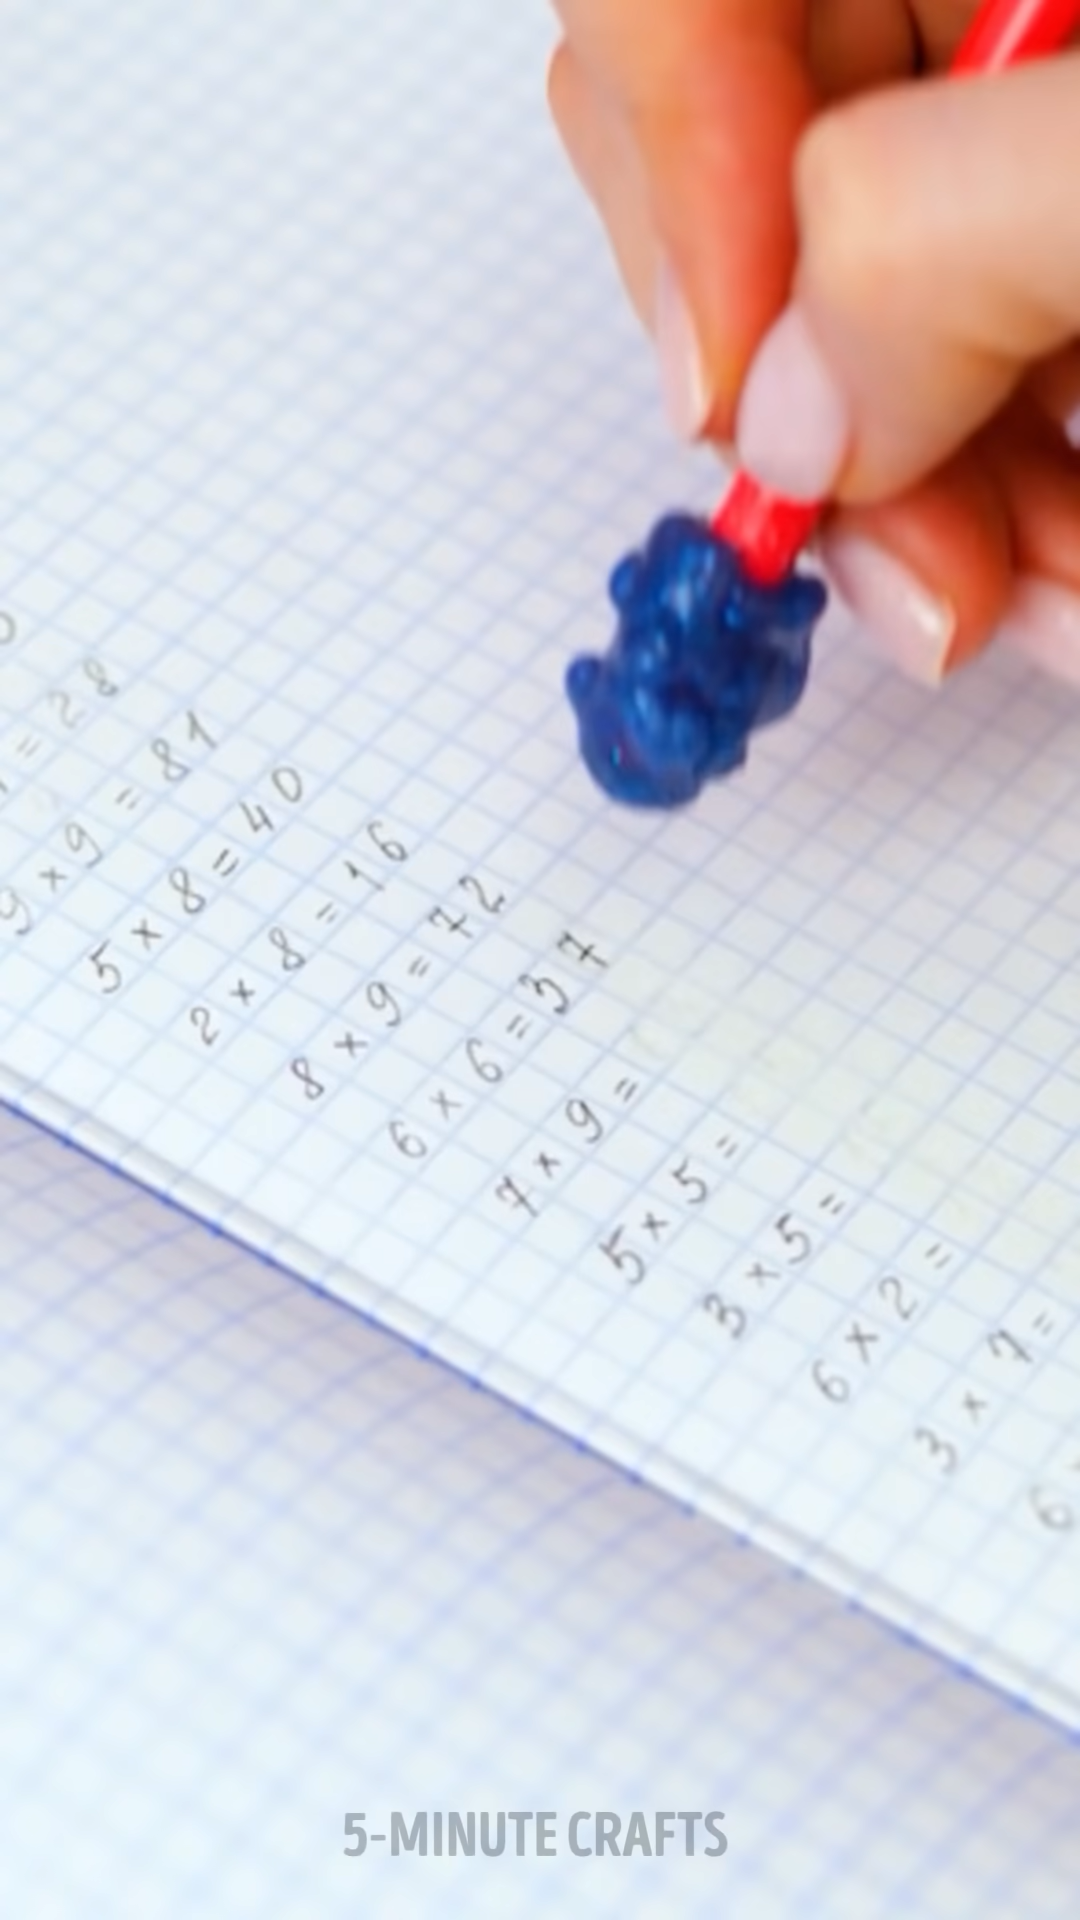 = 28
9 × 9 = 81
5 × 8 = 40
2 × 8 = 16
8 × 9 = 72
6 × 6 = 37
7 × 9 =
5 × 5 =
3 × 5 =
6 × 2 =
3 × 7 =
6
5-MINUTE CRAFTS